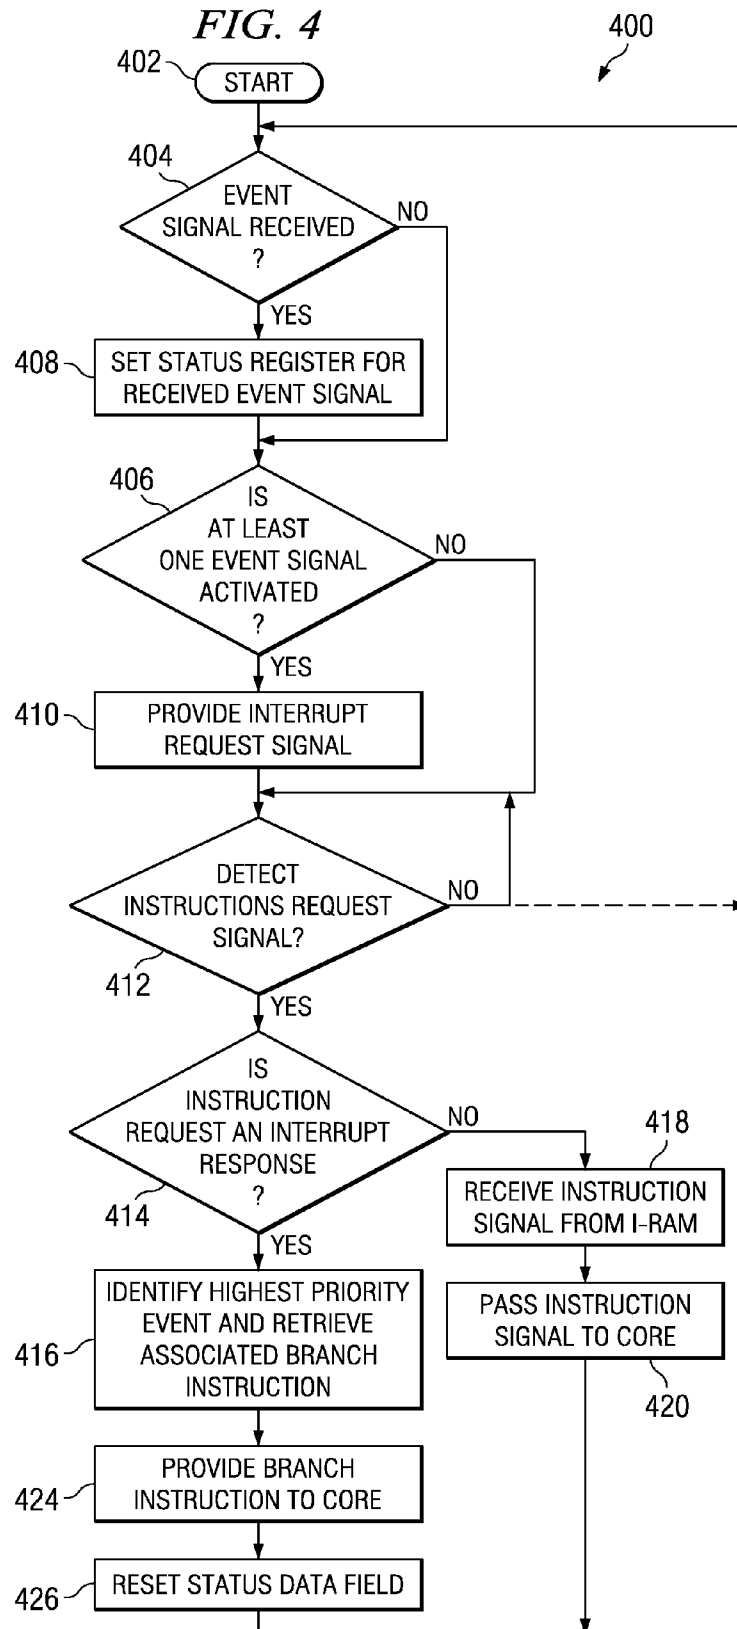 FIG. 4
400
402
START
404
EVENT
SIGNAL RECEIVED
?
NO
YES
408
SET STATUS REGISTER FOR
RECEIVED EVENT SIGNAL
406
IS
AT LEAST
ONE EVENT SIGNAL
ACTIVATED
?
NO
YES
410
PROVIDE INTERRUPT
REQUEST SIGNAL
DETECT
INSTRUCTIONS REQUEST
SIGNAL?
NO
412
YES
IS
INSTRUCTION
REQUEST AN INTERRUPT
RESPONSE
?
NO
414
YES
418
RECEIVE INSTRUCTION
SIGNAL FROM I-RAM
PASS INSTRUCTION
SIGNAL TO CORE
420
416
IDENTIFY HIGHEST PRIORITY
EVENT AND RETRIEVE
ASSOCIATED BRANCH
INSTRUCTION
424
PROVIDE BRANCH
INSTRUCTION TO CORE
426
RESET STATUS DATA FIELD